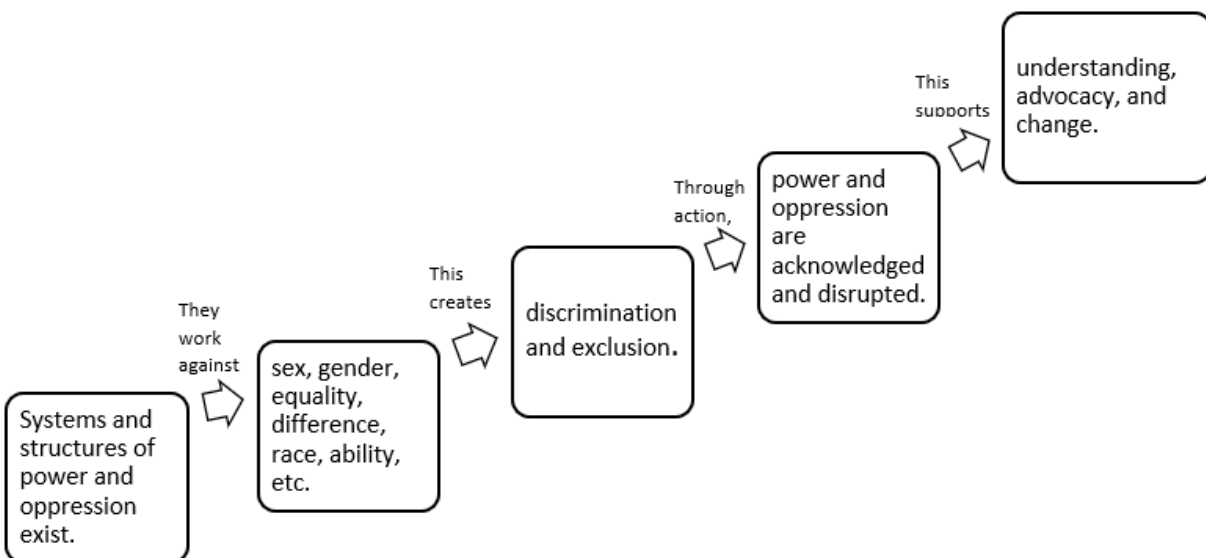 Systems and
structures of
power and
oppression
exist.
They
work
against
sex, gender,
equality,
difference,
race, ability,
etc.
This
creates
discrimination
and exclusion.
Through
action,
power and
oppression
are
acknowledged
and disrupted.
This
supports
understanding,
advocacy, and
change.